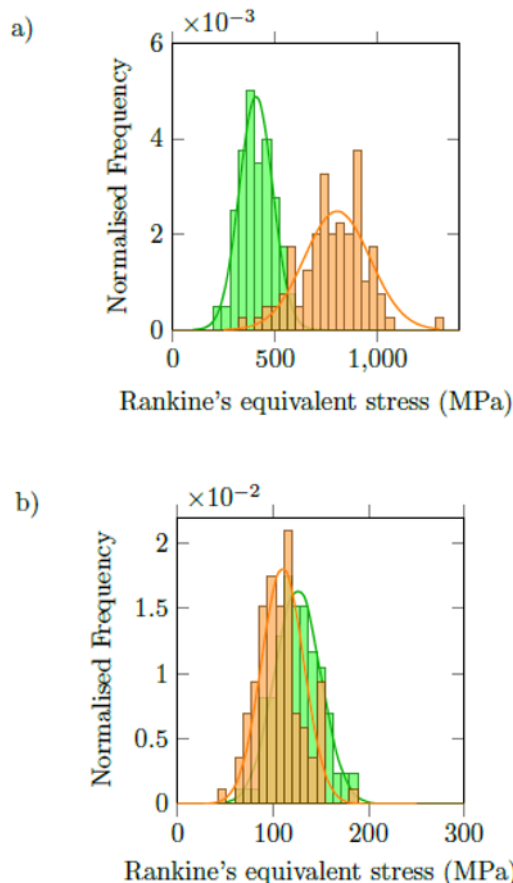 a)
×10−3
6
4
2
0
Normalised Frequency
0 500 1,000
Rankine's equivalent stress (MPa)
b)
×10−2
2
1.5
1
0.5
0
Normalised Frequency
0 100 200 300
Rankine's equivalent stress (MPa)